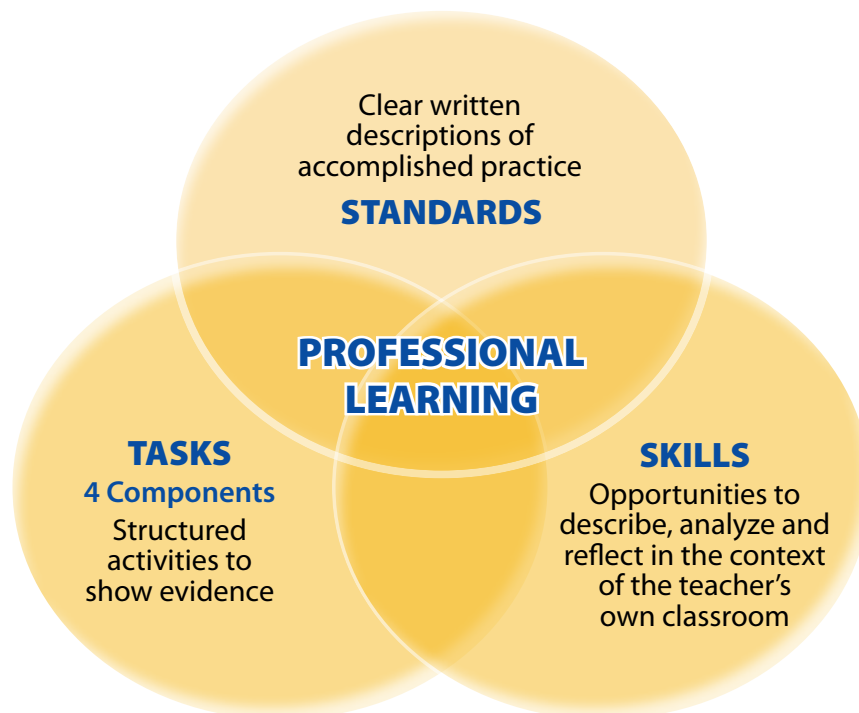 Clear written
descriptions of
accomplished practice
STANDARDS
PROFESSIONAL
LEARNING
TASKS
4 Components
Structured
activities to
show evidence
SKILLS
Opportunities to
describe, analyze and
reflect in the context
of the teacher’s
own classroom